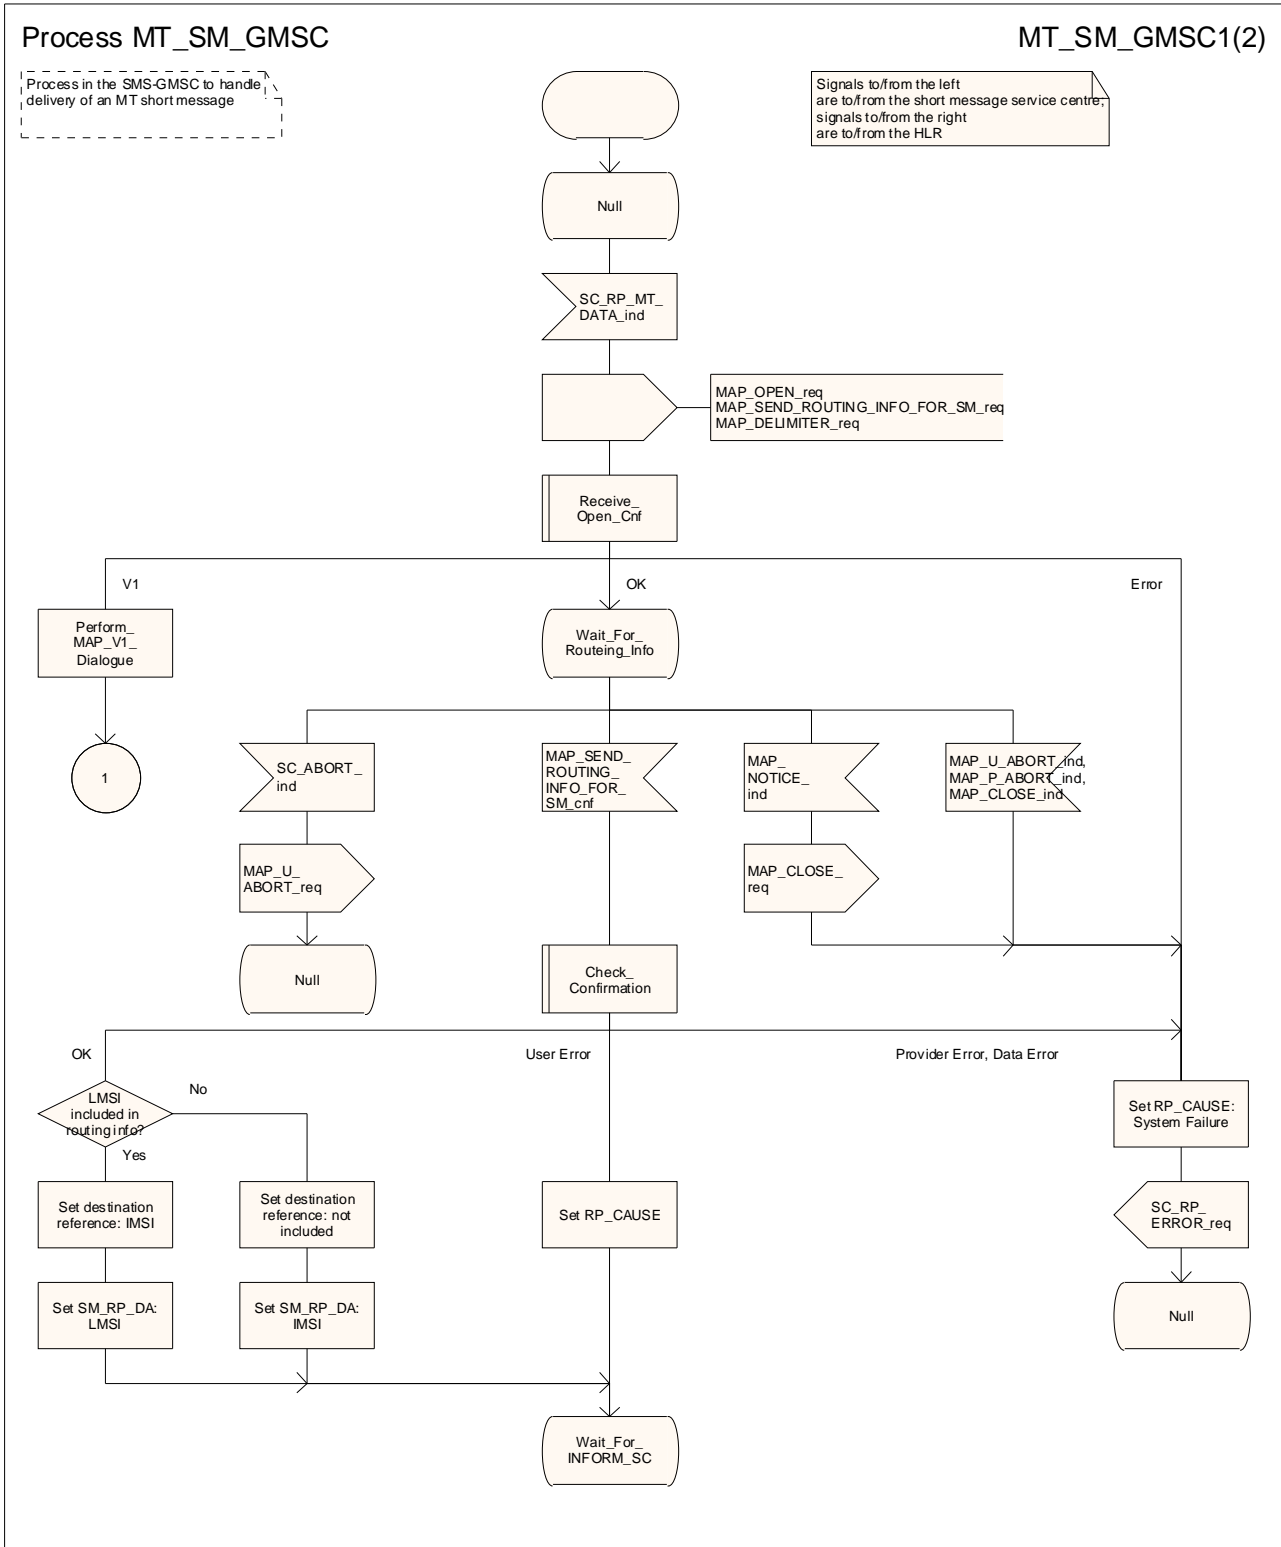 Process MT_SM_GMSC
MT_SM_GMSC1(2)
Process in the SMS-GMSC to handle
delivery of an MT short message
Signals to/from the left
are to/from the short message service centre;
signals to/from the right
are to/from the HLR
Null
SC_RP_MT_
DATA_ind
MAP_OPEN_req
MAP_SEND_ROUTING_INFO_FOR_SM_req
MAP_DELIMITER_req
Receive_
Open_Cnf
V1
OK
Error
Perform_
MAP_V1_
Dialogue
Wait_For_
Routeing_Info
1
SC_ABORT_
ind
MAP_SEND_
ROUTING_
INFO_FOR_
SM_cnf
MAP_
NOTICE_
ind
MAP_U_ABORT_ind,
MAP_P_ABORT_ind,
MAP_CLOSE_ind
MAP_U_
ABORT_req
MAP_CLOSE_
req
Null
Check_
Confirmation
OK
User Error
Provider Error, Data Error
LMSI
included in
routing info?
No
Yes
Set RP_CAUSE:
System Failure
Set destination
reference: IMSI
Set destination
reference: not
included
Set RP_CAUSE
SC_RP_
ERROR_req
Set SM_RP_DA:
LMSI
Set SM_RP_DA:
IMSI
Null
Wait_For_
INFORM_SC